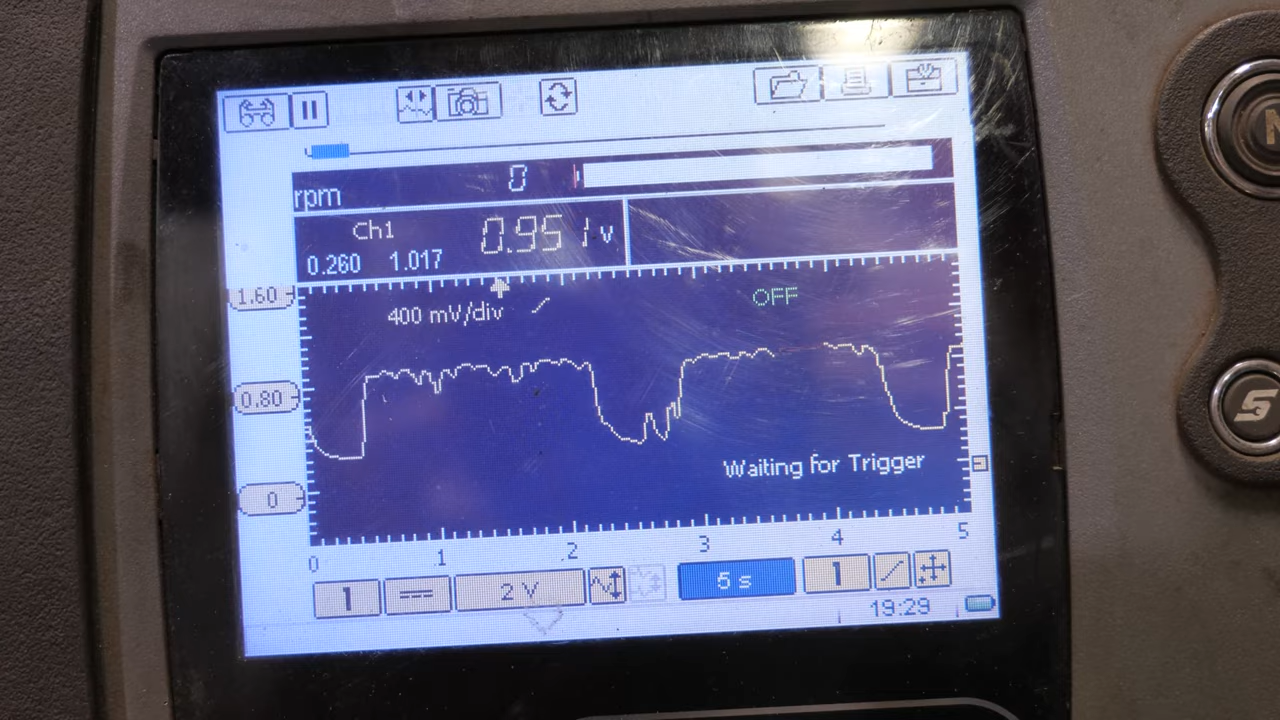 rpm 0
Ch1 0.951 v
0.260 1.017
1.60
400 mV/div OFF
0.80
Waiting for Trigger
0
0 1 2 3 4 5
1 2 V 5 s 1
19:29
N
S